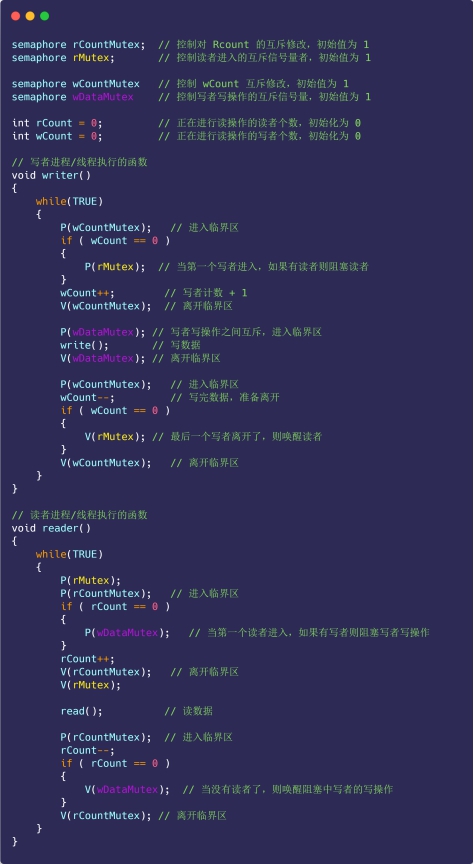 semaphore rCountMutex;  // 控制对 Rcount 的互斥修改，初始值为 1
semaphore rMutex;       // 控制读者进入的互斥信号量者，初始值为 1
semaphore wCountMutex   // 控制 wCount 互斥修改，初始值为 1
semaphore wDataMutex    // 控制写者写操作的互斥信号量，初始值为 1
int rCount = 0;         // 正在进行读操作的读者个数，初始化为 0
int wCount = 0;         // 正在进行读操作的写者个数，初始化为 0
// 写者进程/线程执行的函数
void writer()
{
    while(TRUE)
    {
        P(wCountMutex);   // 进入临界区
        if ( wCount == 0 )
        {
            P(rMutex);  // 当第一个写者进入，如果有读者则阻塞读者
        }
        wCount++;        // 写者计数 + 1
        V(wCountMutex);  // 离开临界区
        P(wDataMutex); // 写者写操作之间互斥，进入临界区
        write();       // 写数据
        V(wDataMutex); // 离开临界区
        P(wCountMutex);   // 进入临界区
        wCount--;         // 写完数据，准备离开
        if ( wCount == 0 )
        {
            V(rMutex); // 最后一个写者离开了，则唤醒读者
        }
        V(wCountMutex);   // 离开临界区
    }
}
// 读者进程/线程执行的函数
void reader()
{
    while(TRUE)
    {
        P(rMutex);
        P(rCountMutex);   // 进入临界区
        if ( rCount == 0 )
        {
            P(wDataMutex);   // 当第一个读者进入，如果有写者则阻塞写者写操作
        }
        rCount++;
        V(rCountMutex);   // 离开临界区
        V(rMutex);
        read();          // 读数据
        P(rCountMutex);  // 进入临界区
        rCount--;
        if ( rCount == 0 )
        {
            V(wDataMutex);  // 当没有读者了，则唤醒阻塞中写者的写操作
        }
        V(rCountMutex); // 离开临界区
    }
}